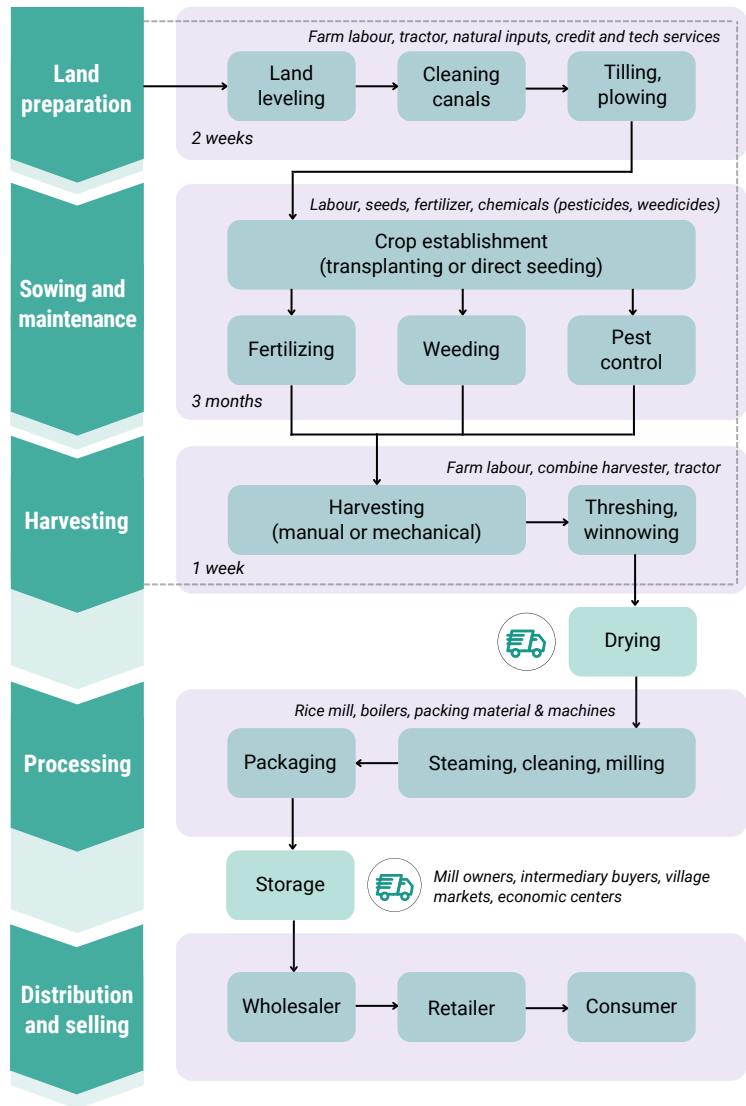 Land
preparation
Farm labour, tractor, natural inputs, credit and tech services
Land
leveling
Cleaning
canals
Tilling,
plowing
2 weeks
Sowing and
maintenance
Labour, seeds, fertilizer, chemicals (pesticides, weedicides)
Crop establishment
(transplanting or direct seeding)
Fertilizing
Weeding
Pest
control
3 months
Harvesting
Farm labour, combine harvester, tractor
Harvesting
(manual or mechanical)
Threshing,
winnowing
1 week
Drying
Processing
Rice mill, boilers, packing material & machines
Packaging
Steaming, cleaning, milling
Storage
Mill owners, intermediary buyers, village
markets, economic centers
Distribution
and selling
Wholesaler
Retailer
Consumer